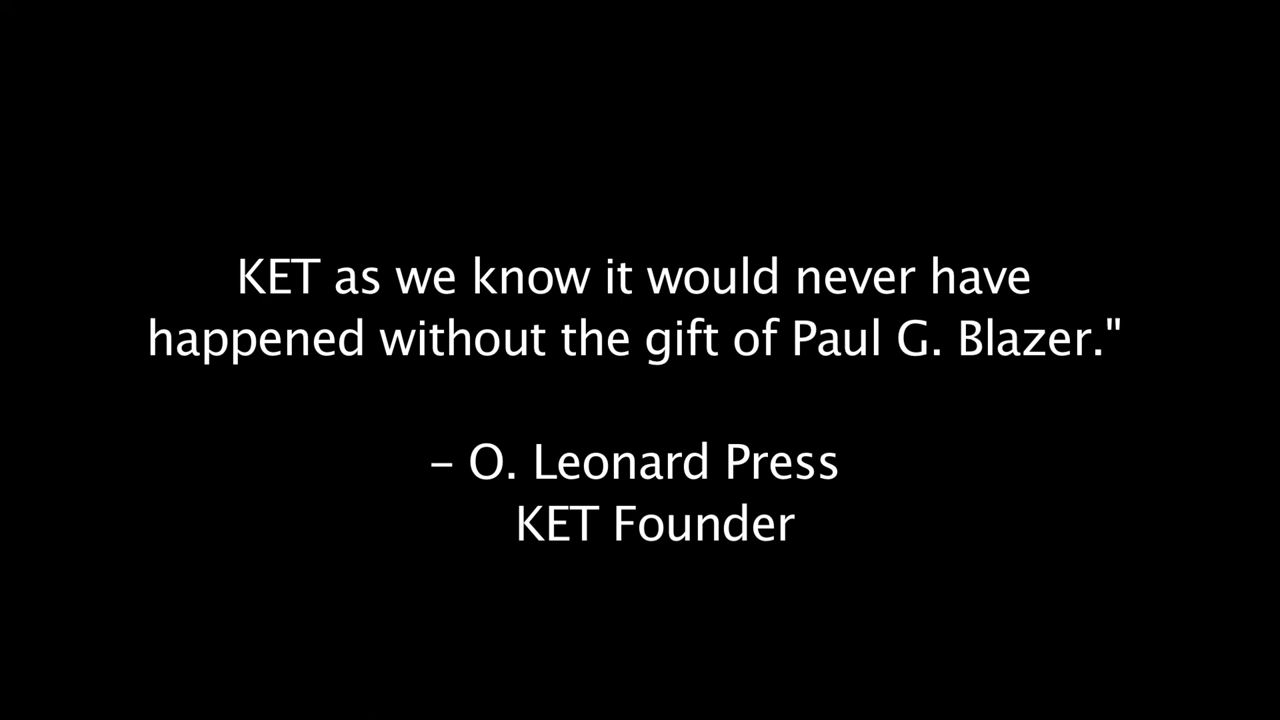 KET as we know it would never have
happened without the gift of Paul G. Blazer."
– O. Leonard Press
KET Founder